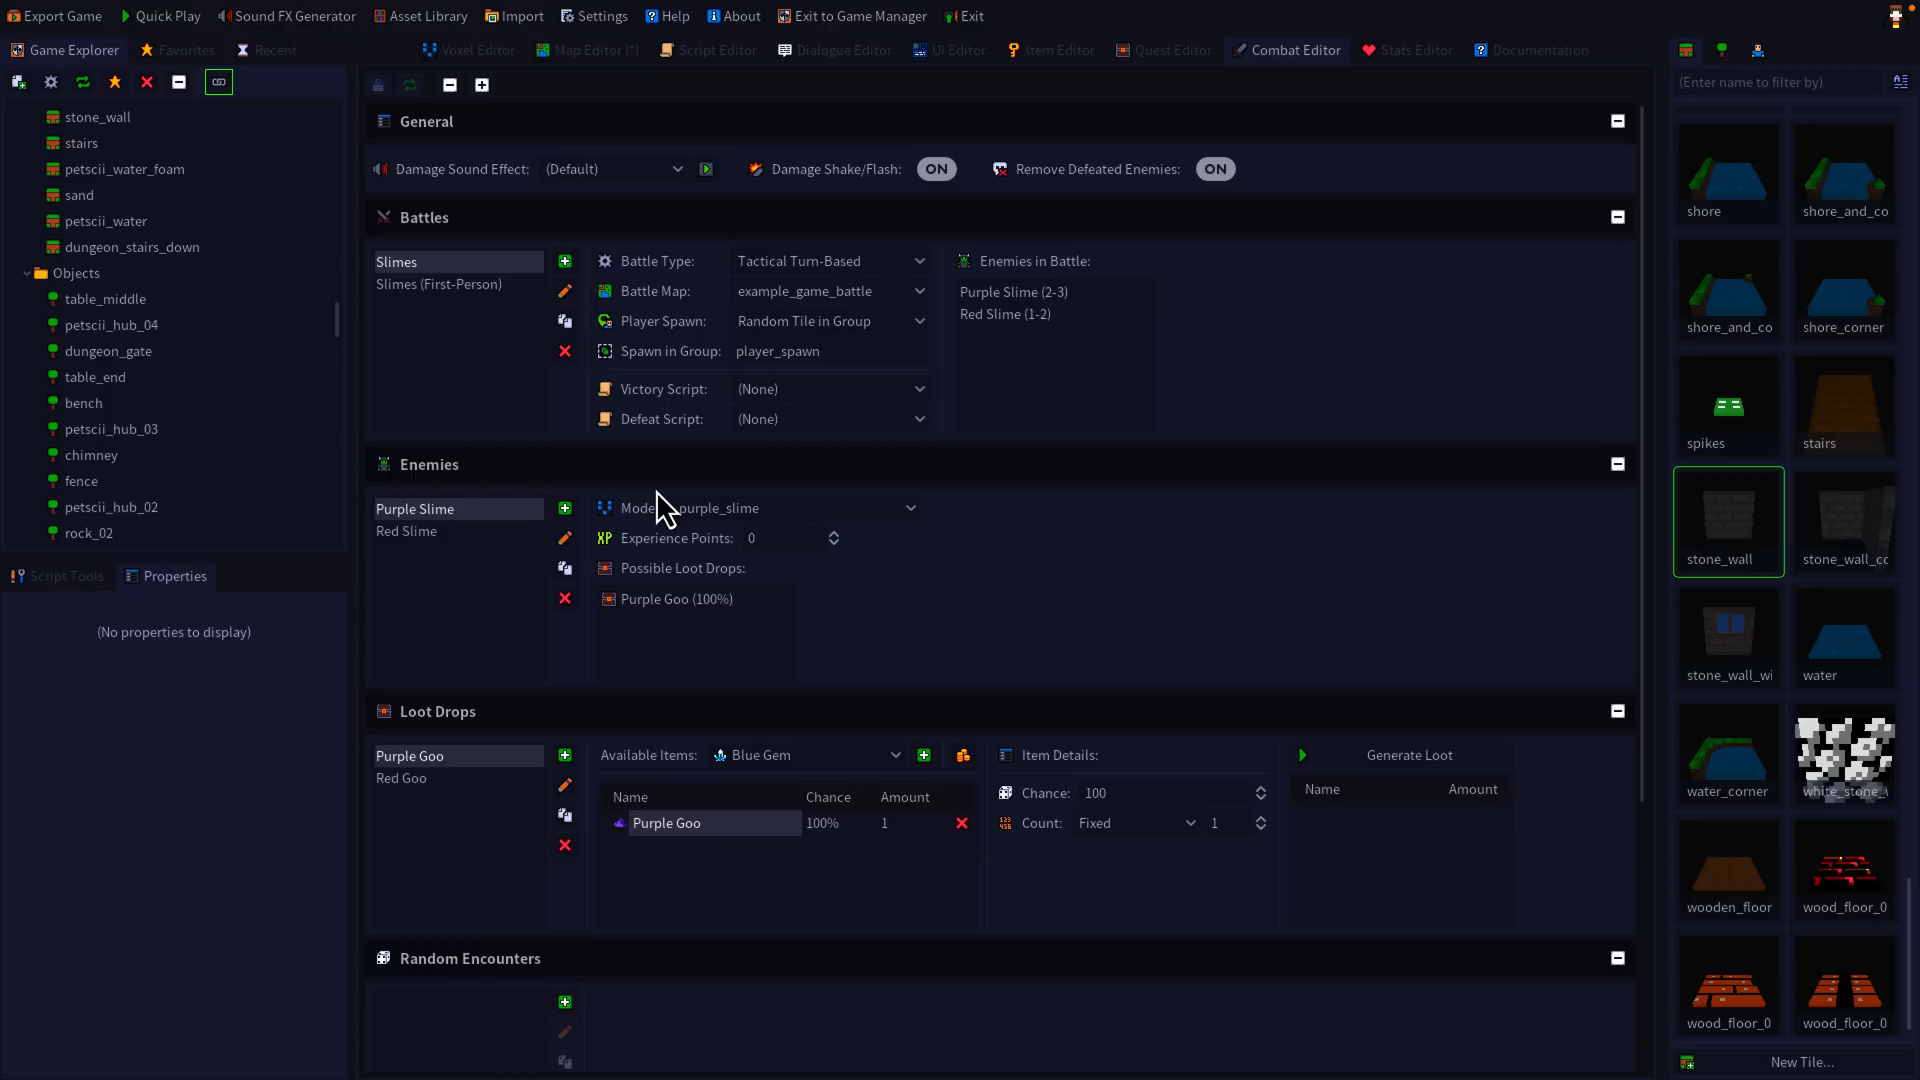 Export Game Quick Play Sound FX Generator Asset Library Import Settings Help About Exit to Game Manager Exit
Game Explorer Favorites Recent Voxel Editor Map Editor (*) Script Editor Dialogue Editor UI Editor Item Editor Quest Editor Combat Editor Stats Editor Documentation
stone_wall
stairs
petscii_water_foam
sand
petscii_water
dungeon_stairs_down
Objects
table_middle
petscii_hub_04
dungeon_gate
table_end
bench
petscii_hub_03
chimney
fence
petscii_hub_02
rock_02
Script Tools Properties
(No properties to display)
General
Damage Sound Effect: (Default) Damage Shake/Flash: ON Remove Defeated Enemies: ON
Battles
Slimes
Slimes (First-Person)
Battle Type: Tactical Turn-Based
Battle Map: example_game_battle
Player Spawn: Random Tile in Group
Spawn in Group: player_spawn
Victory Script: (None)
Defeat Script: (None)
Enemies in Battle:
Purple Slime (2-3)
Red Slime (1-2)
Enemies
Purple Slime
Red Slime
purple_slime
XP Experience Points: 0
Possible Loot Drops:
Purple Goo (100%)
Loot Drops
Purple Goo
Red Goo
Available Items: Blue Gem
Name Chance Amount
Purple Goo 100% 1
Item Details:
Chance: 100
Count: Fixed 1
Generate Loot
Name Amount
Random Encounters
(Enter name to filter by)
shore shore_and_co
shore_and_co shore_corner
spikes stairs
stone_wall stone_wall_co
stone_wall_wi water
water_corner white_stone_
wooden_floor wood_floor_0
wood_floor_0 wood_floor_0
New Tile...